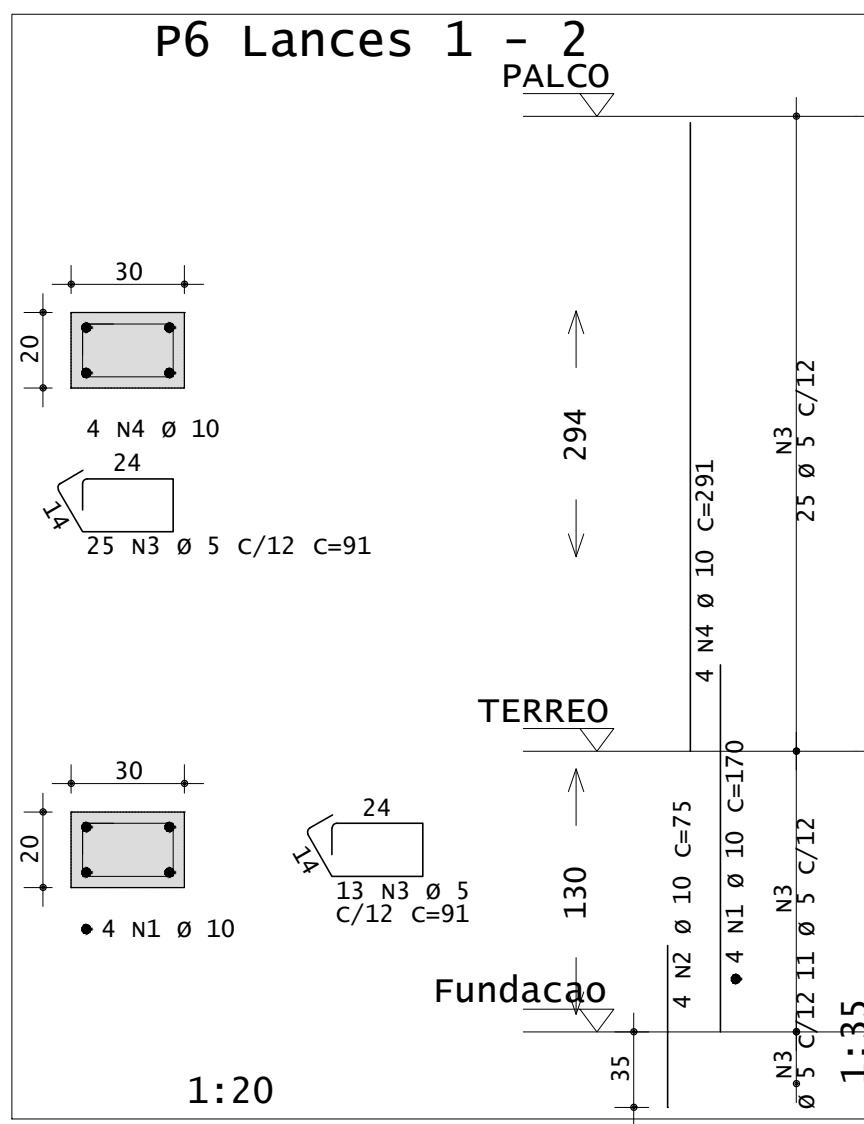 P6 Lances 1 - 2
PALCO
30
20
4 N4 Ø 10
24
14
25 N3 Ø 5 C/12 C=91
294
4 N4 Ø 10 C=291
N3
25 Ø 5 C/12
TERREO
30
20
4 N1 Ø 10
24
14
13 N3 Ø 5
C/12 C=91
130
4 N2 Ø 10 C=75
4 N1 Ø 10 C=170
N3
11 Ø 5 C/12
Fundacao
35
N3
Ø 5 C/12
1:20
1:35